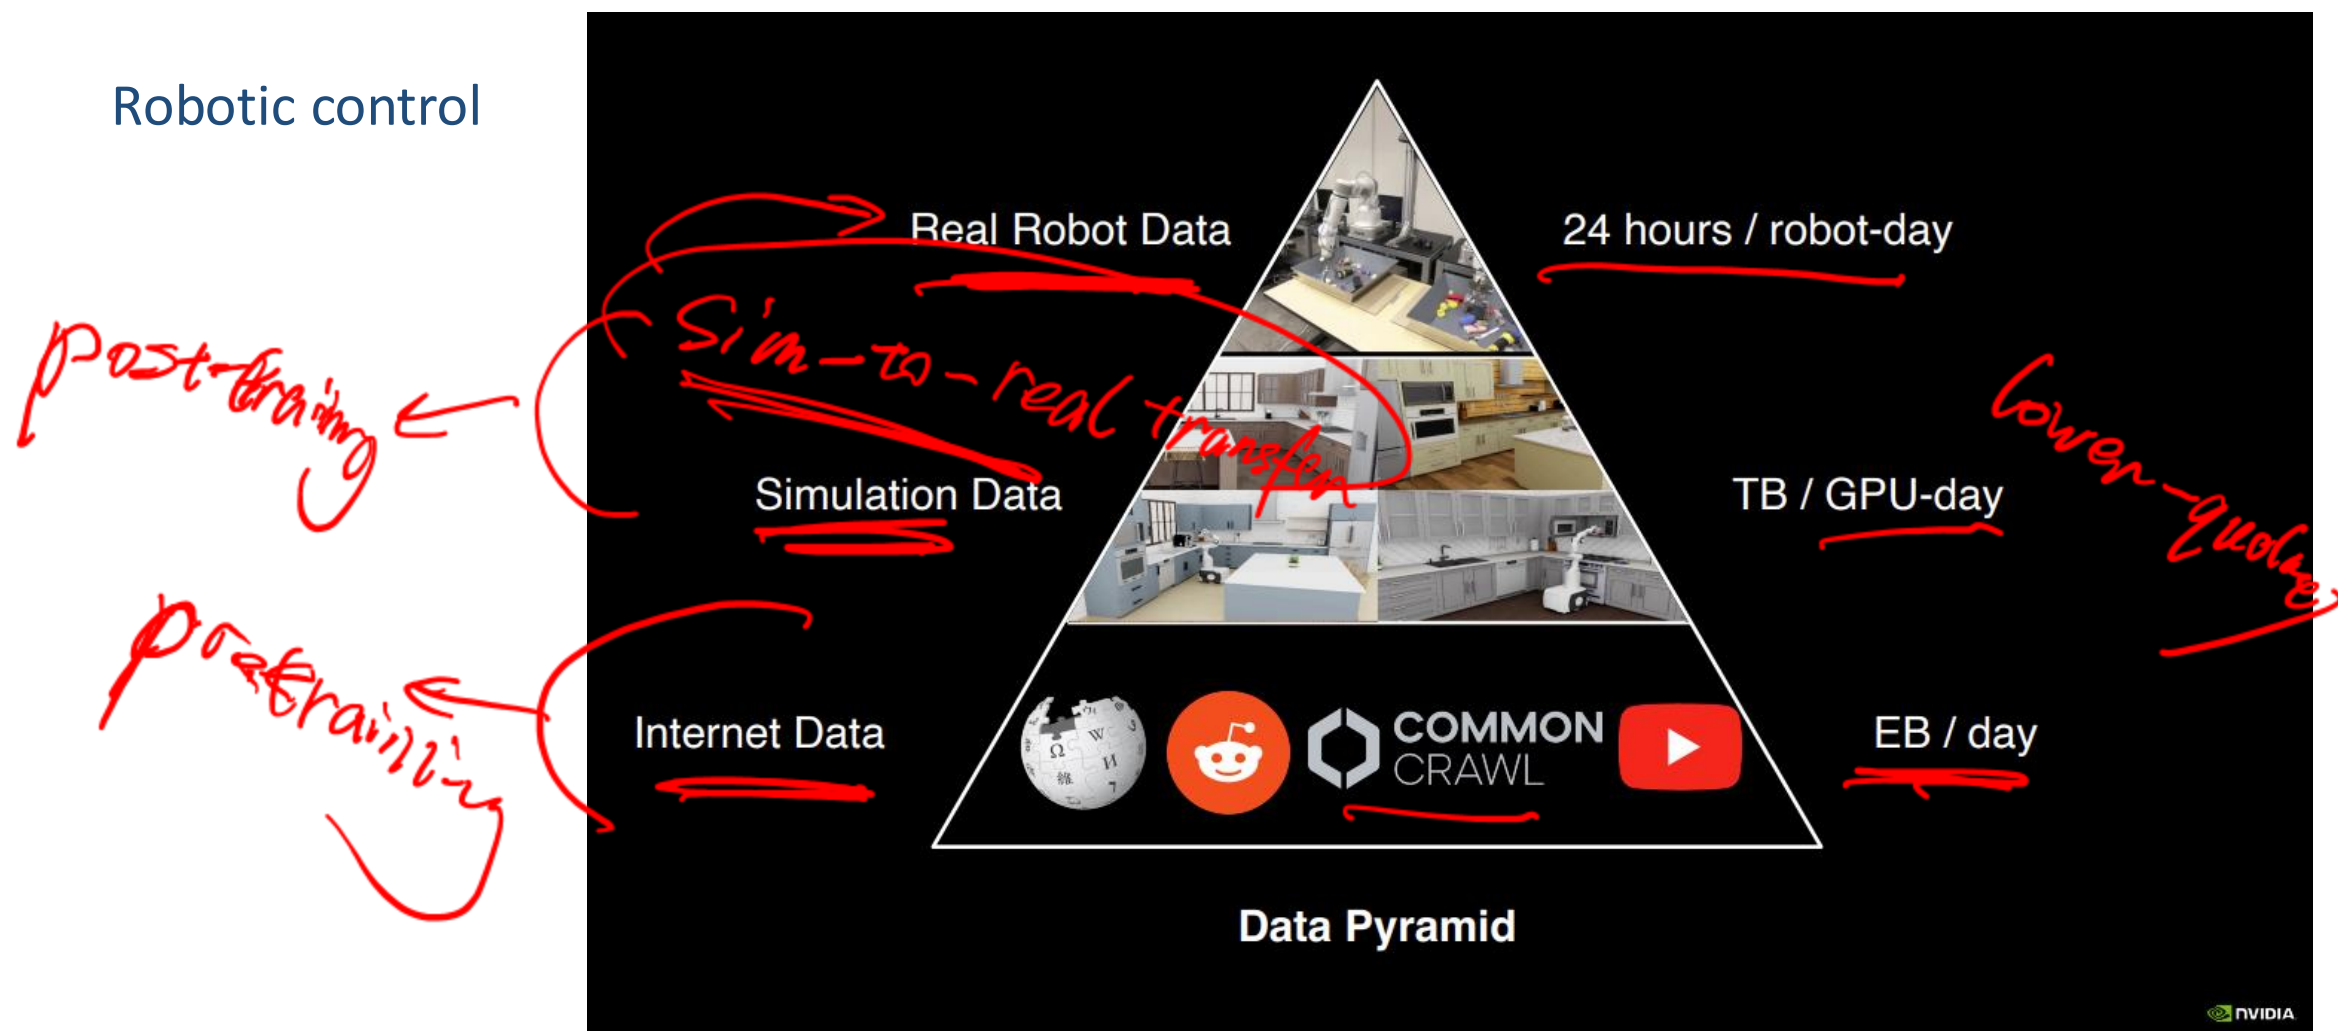 Robotic control
Real Robot Data
24 hours / robot-day
Sim-to-real transfer
post-training
Simulation Data
TB / GPU-day
lower-quality
pretraining
Internet Data
COMMON
CRAWL
EB / day
Data Pyramid
NVIDIA